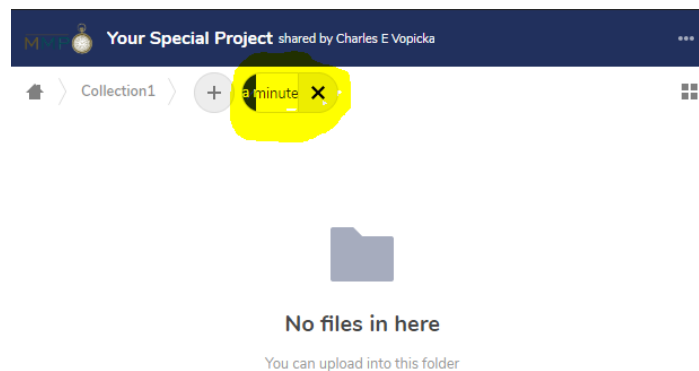 MVP Your Special Project shared by Charles E Vopicka
Collection1 + a minute
No files in here
You can upload into this folder